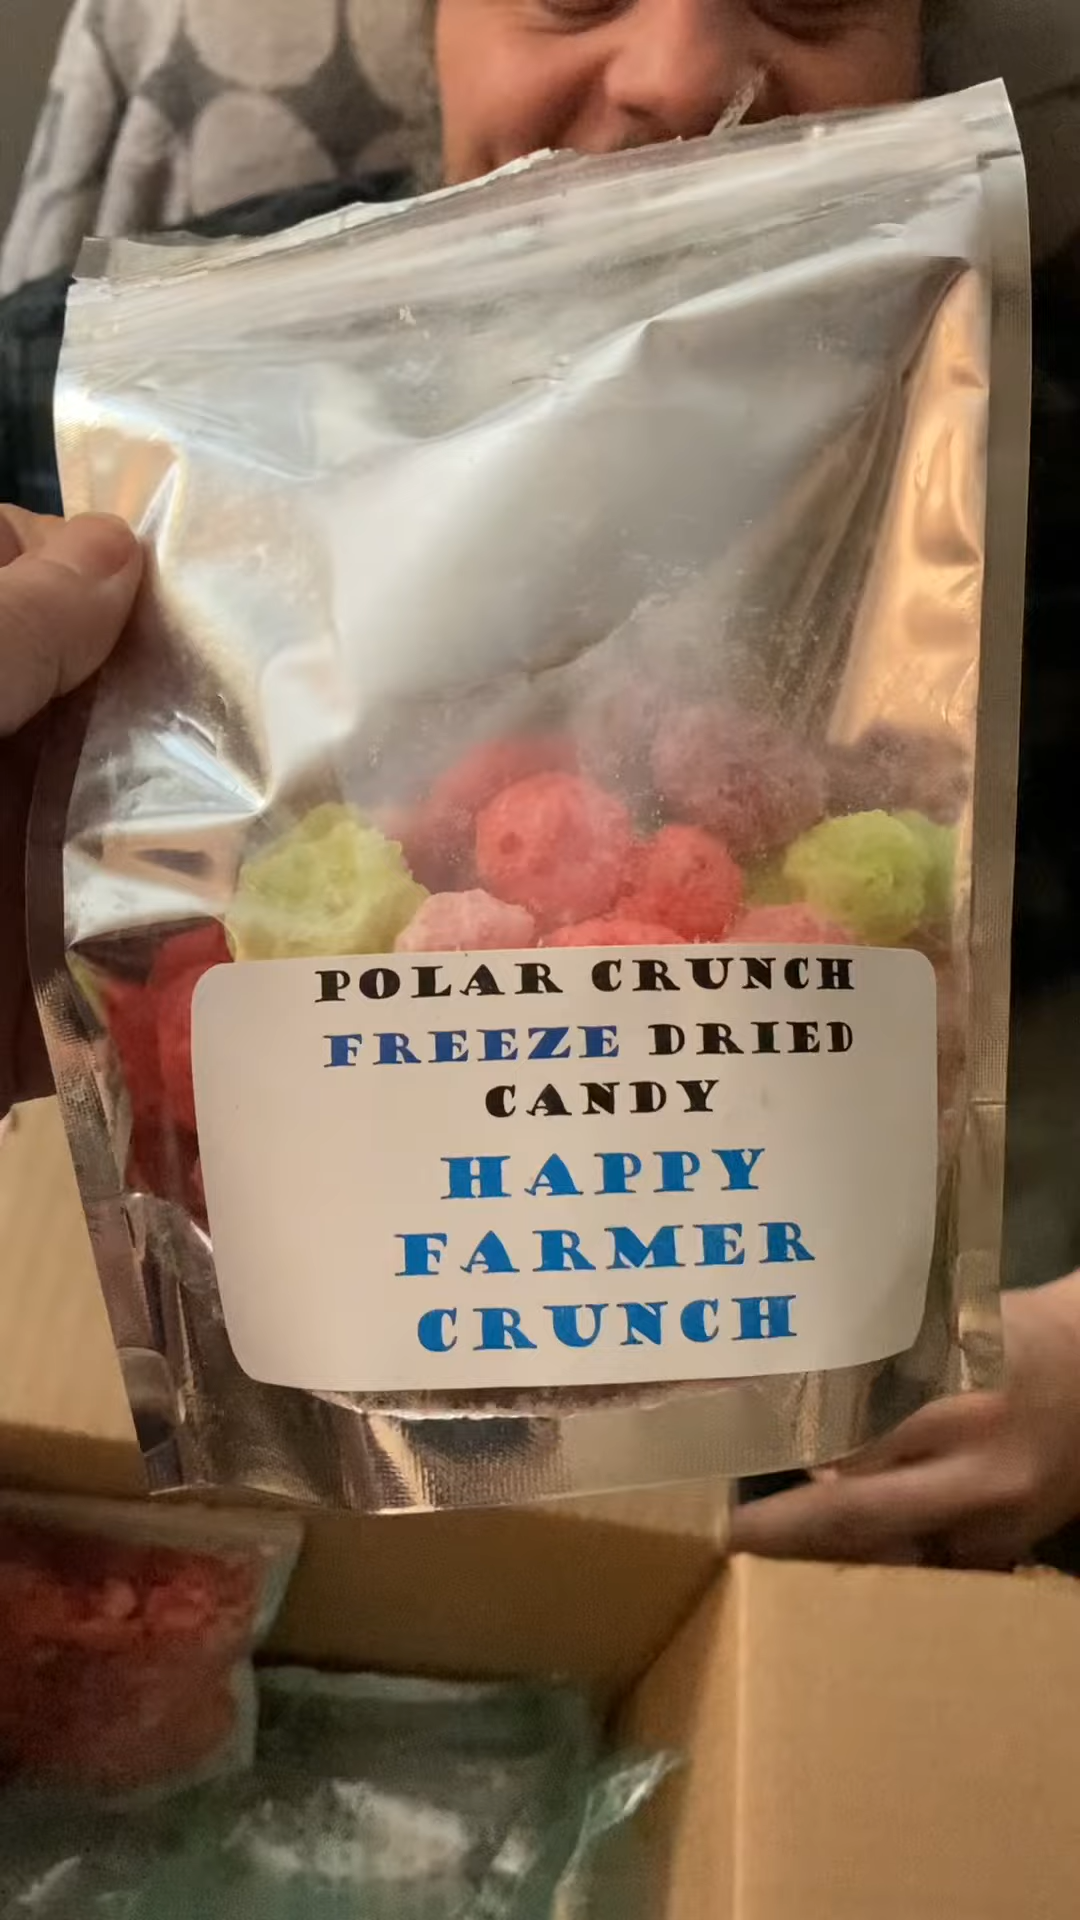 POLAR CRUNCH
FREEZE DRIED
CANDY
HAPPY
FARMER
CRUNCH